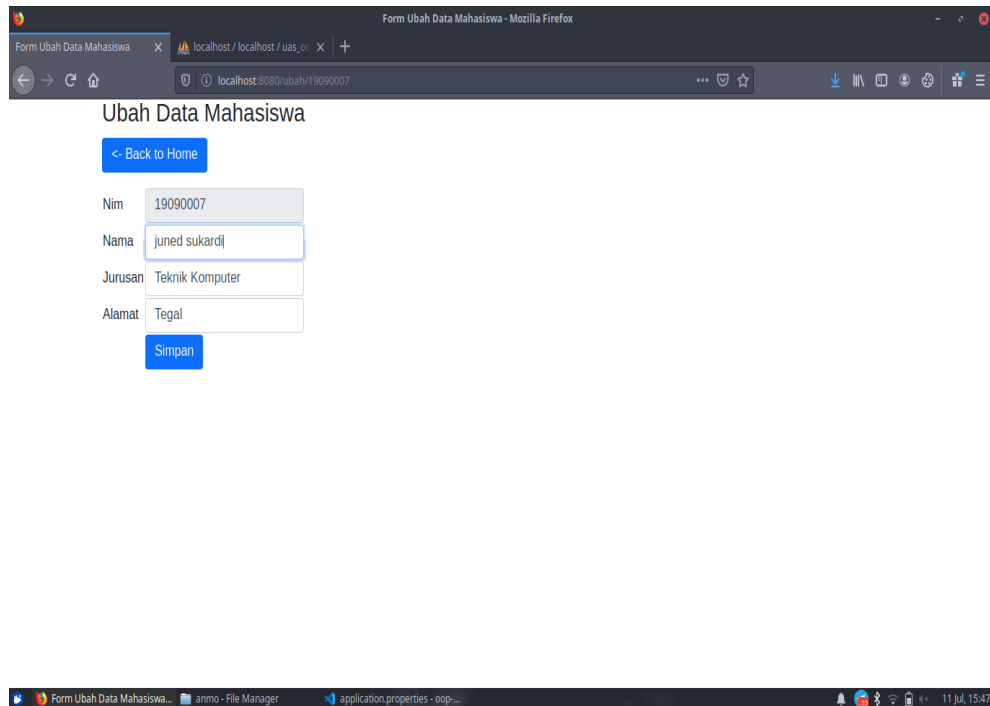 Form Ubah Data Mahasiswa - Mozilla Firefox
Form Ubah Data Mahasiswa
localhost / localhost / uas_oo
localhost:8080/ubah/19090007
Ubah Data Mahasiswa
<- Back to Home
Nim 19090007
Nama juned sukardi
Jurusan Teknik Komputer
Alamat Tegal
Simpan
Form Ubah Data Mahasiswa... anmo - File Manager application.properties - oop-... 11 Jul, 15:47